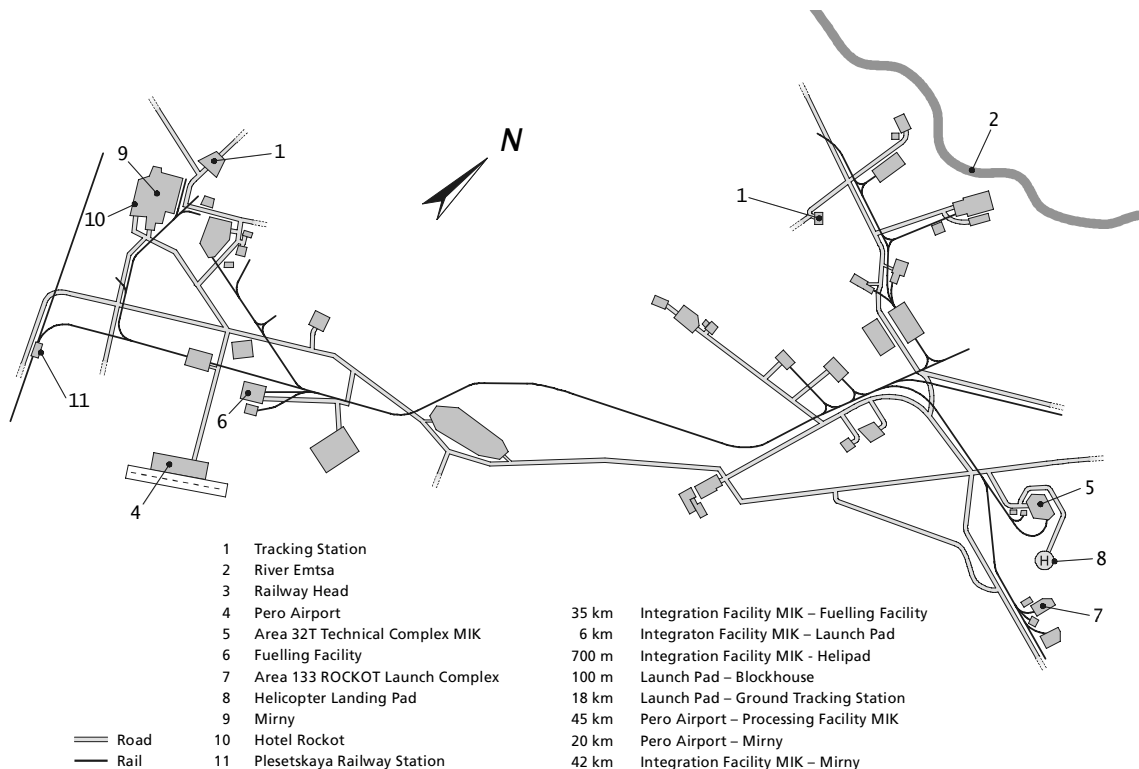 N
2
9
1
10
1
11
6
4
5
8
H
7
1 Tracking Station
2 River Emtsa
3 Railway Head
4 Pero Airport
5 Area 32T Technical Complex MIK
6 Fuelling Facility
7 Area 133 ROCKOT Launch Complex
8 Helicopter Landing Pad
9 Mirny
10 Hotel Rockot
11 Plesetskaya Railway Station
35 km Integration Facility MIK – Fuelling Facility
6 km Integraton Facility MIK – Launch Pad
700 m Integration Facility MIK - Helipad
100 m Launch Pad – Blockhouse
18 km Launch Pad – Ground Tracking Station
45 km Pero Airport – Processing Facility MIK
20 km Pero Airport – Mirny
42 km Integration Facility MIK – Mirny
Road
Rail